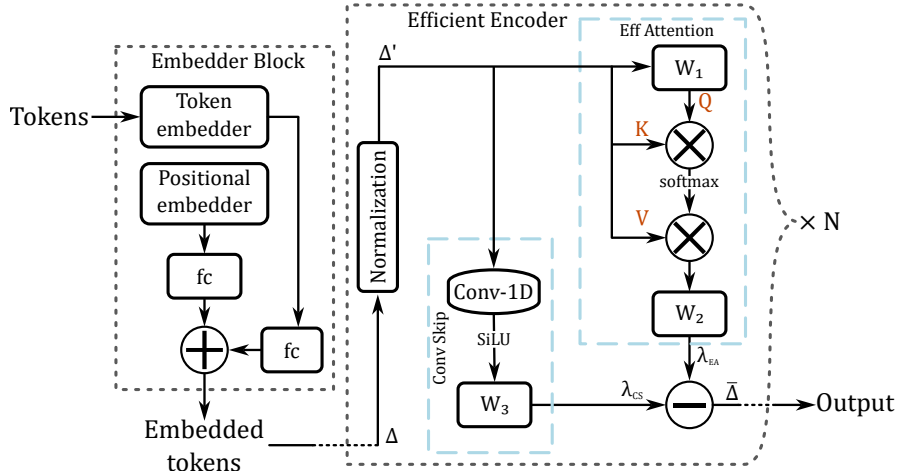 Efficient Encoder
Eff Attention
Embedder Block
Δ'
W₁
Tokens
Token
embedder
Q
K
softmax
Positional
embedder
Normalization
V
× N
fc
Conv-1D
W₂
SiLU
Conv Skip
fc
λEA
W₃
λCS
Δ̄
Output
Embedded
tokens
Δ